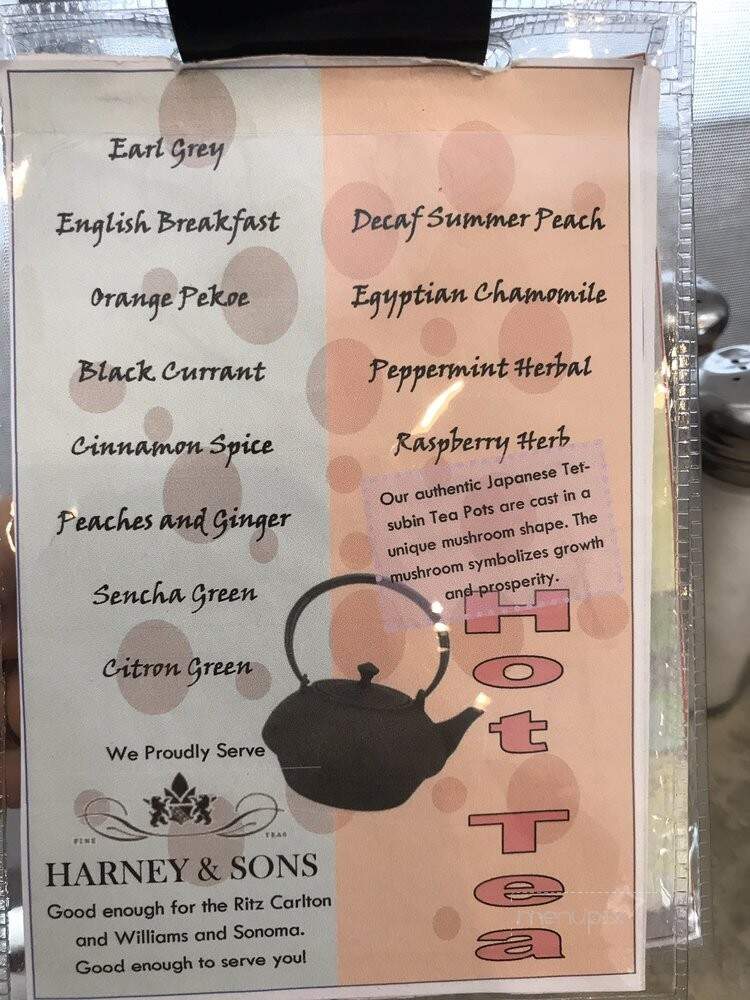 Earl Grey
English Breakfast
Orange Pekoe
Black Currant
Cinnamon Spice
Peaches and Ginger
Sencha Green
Citron Green
We Proudly Serve
FINE TEAS
HARNEY & SONS
Good enough for the Ritz Carlton
and Williams and Sonoma.
Good enough to serve you!
Decaf Summer Peach
Egyptian Chamomile
Peppermint Herbal
Raspberry Herb
Our authentic Japanese Tet-
subin Tea Pots are cast in a
unique mushroom shape. The
mushroom symbolizes growth
and prosperity.
Hot Tea
menupix